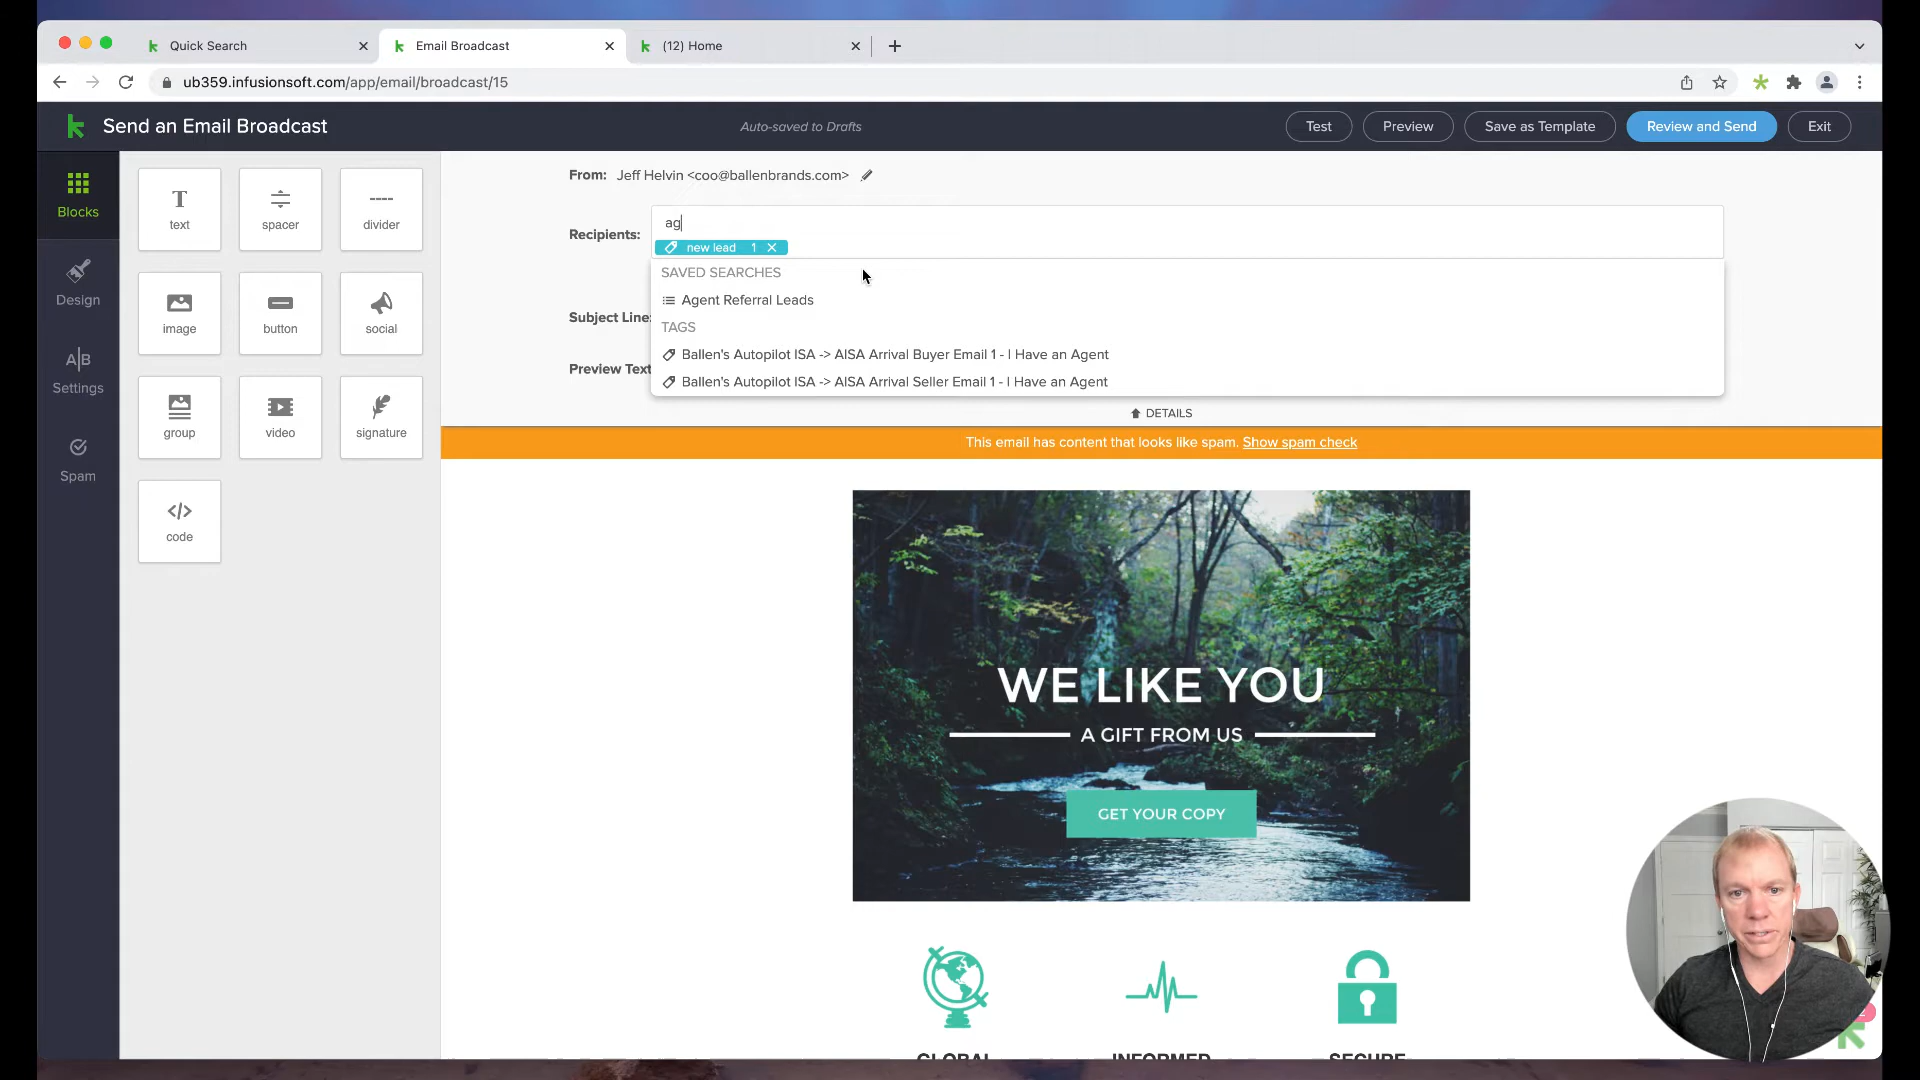 Quick Search
Email Broadcast
(12) Home
ub359.infusionsoft.com/app/email/broadcast/15
Send an Email Broadcast
Auto-saved to Drafts
Test
Preview
Save as Template
Review and Send
Exit
Blocks
Design
A|B
Settings
Spam
T
text
spacer
divider
image
button
social
group
video
signature
</>
code
From: Jeff Helvin <coo@ballenbrands.com>
Recipients:
ag
new lead 1
SAVED SEARCHES
Agent Referral Leads
TAGS
Ballen's Autopilot ISA -> AISA Arrival Buyer Email 1 - I Have an Agent
Ballen's Autopilot ISA -> AISA Arrival Seller Email 1 - I Have an Agent
Subject Line:
Preview Text
DETAILS
This email has content that looks like spam. Show spam check
WE LIKE YOU
A GIFT FROM US
GET YOUR COPY
GLOBAL
INFORMED
SECURE